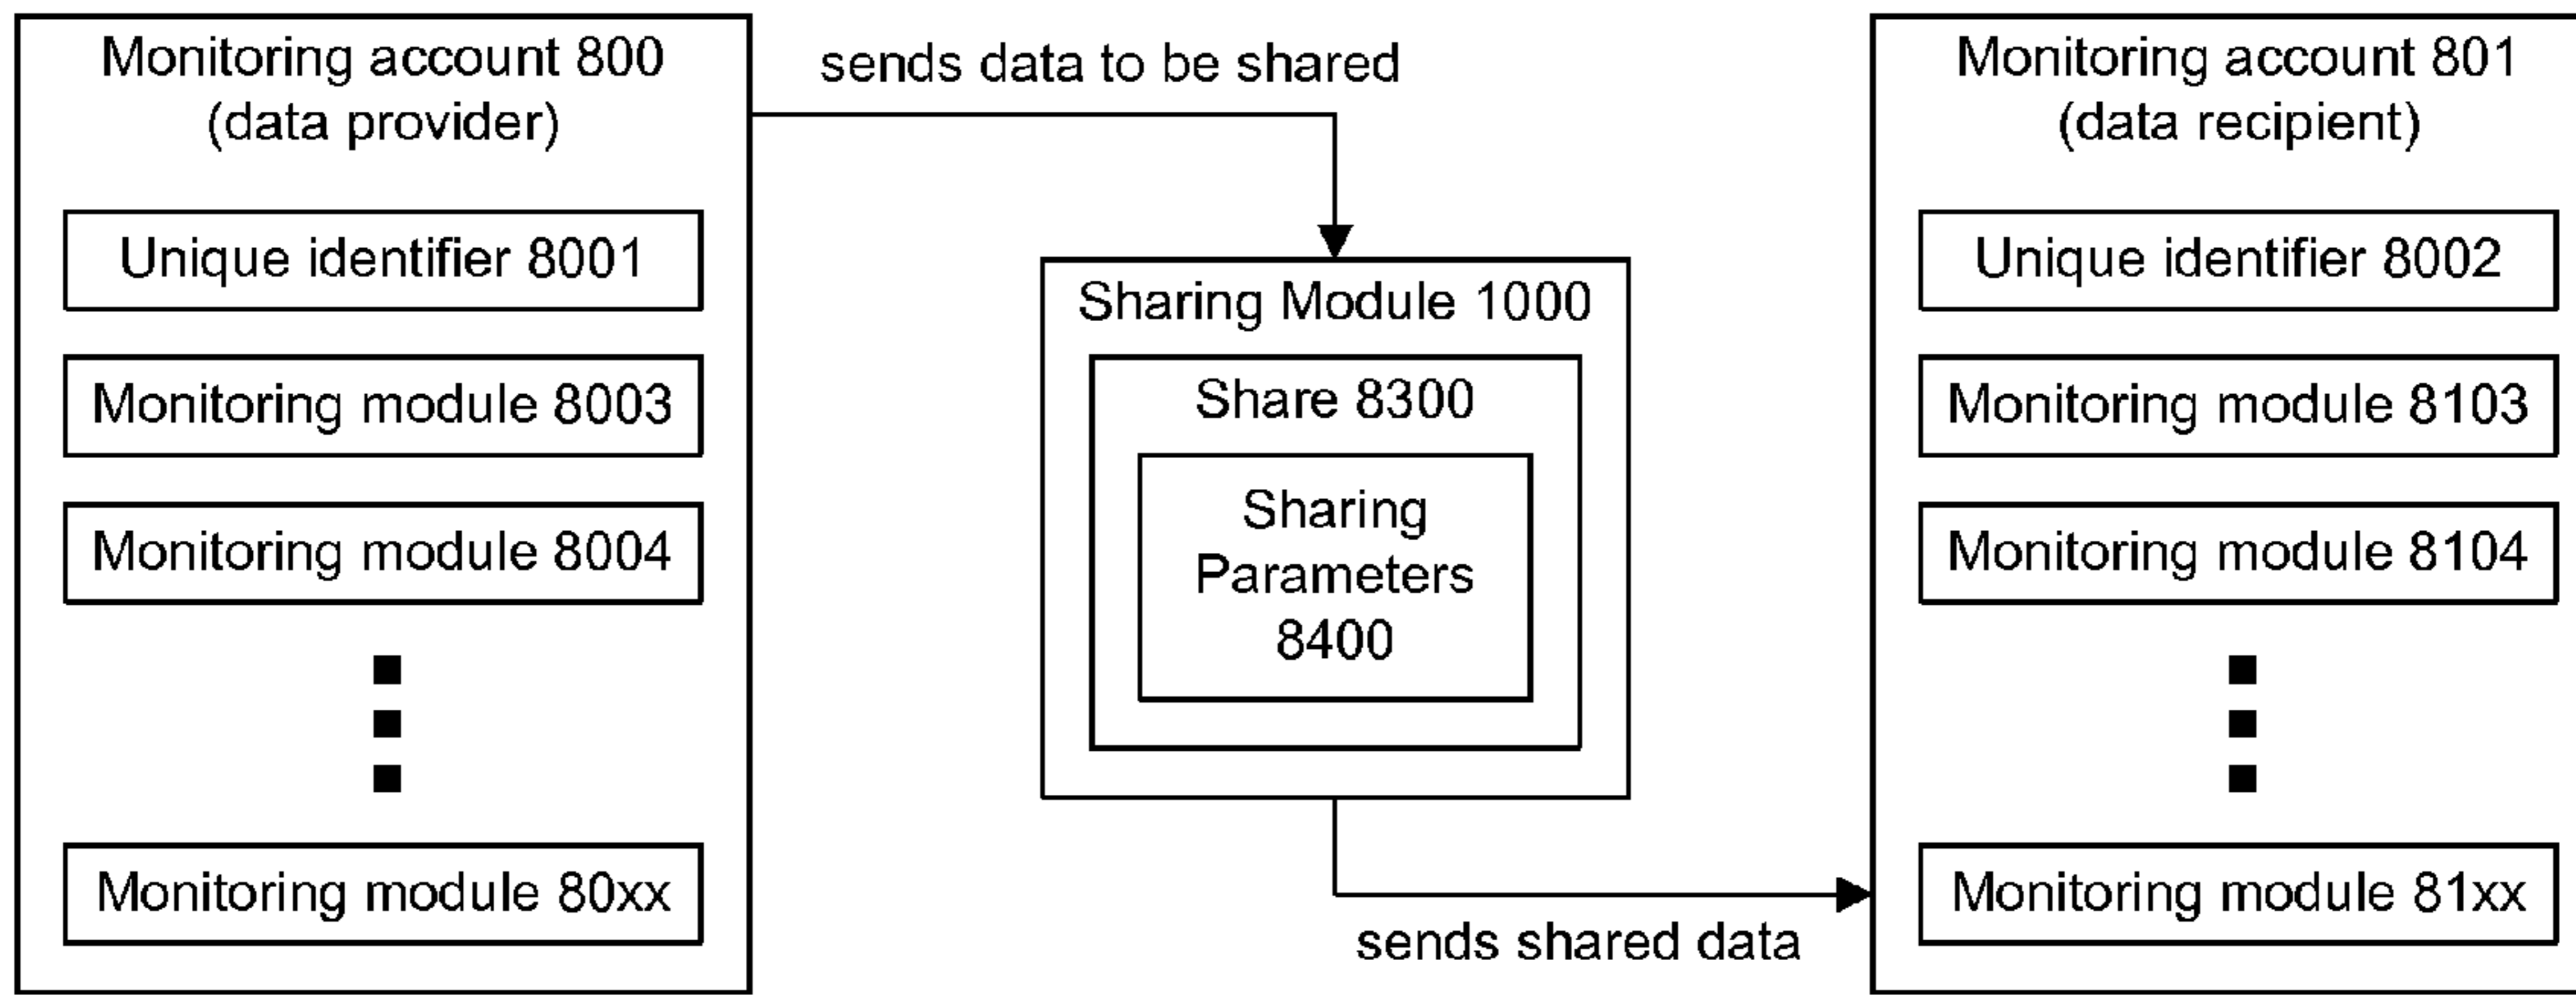 Monitoring account 800
(data provider)
Unique identifier 8001
Monitoring module 8003
Monitoring module 8004
Monitoring module 80xx
sends data to be shared
Sharing Module 1000
Share 8300
Sharing
Parameters
8400
sends shared data
Monitoring account 801
(data recipient)
Unique identifier 8002
Monitoring module 8103
Monitoring module 8104
Monitoring module 81xx